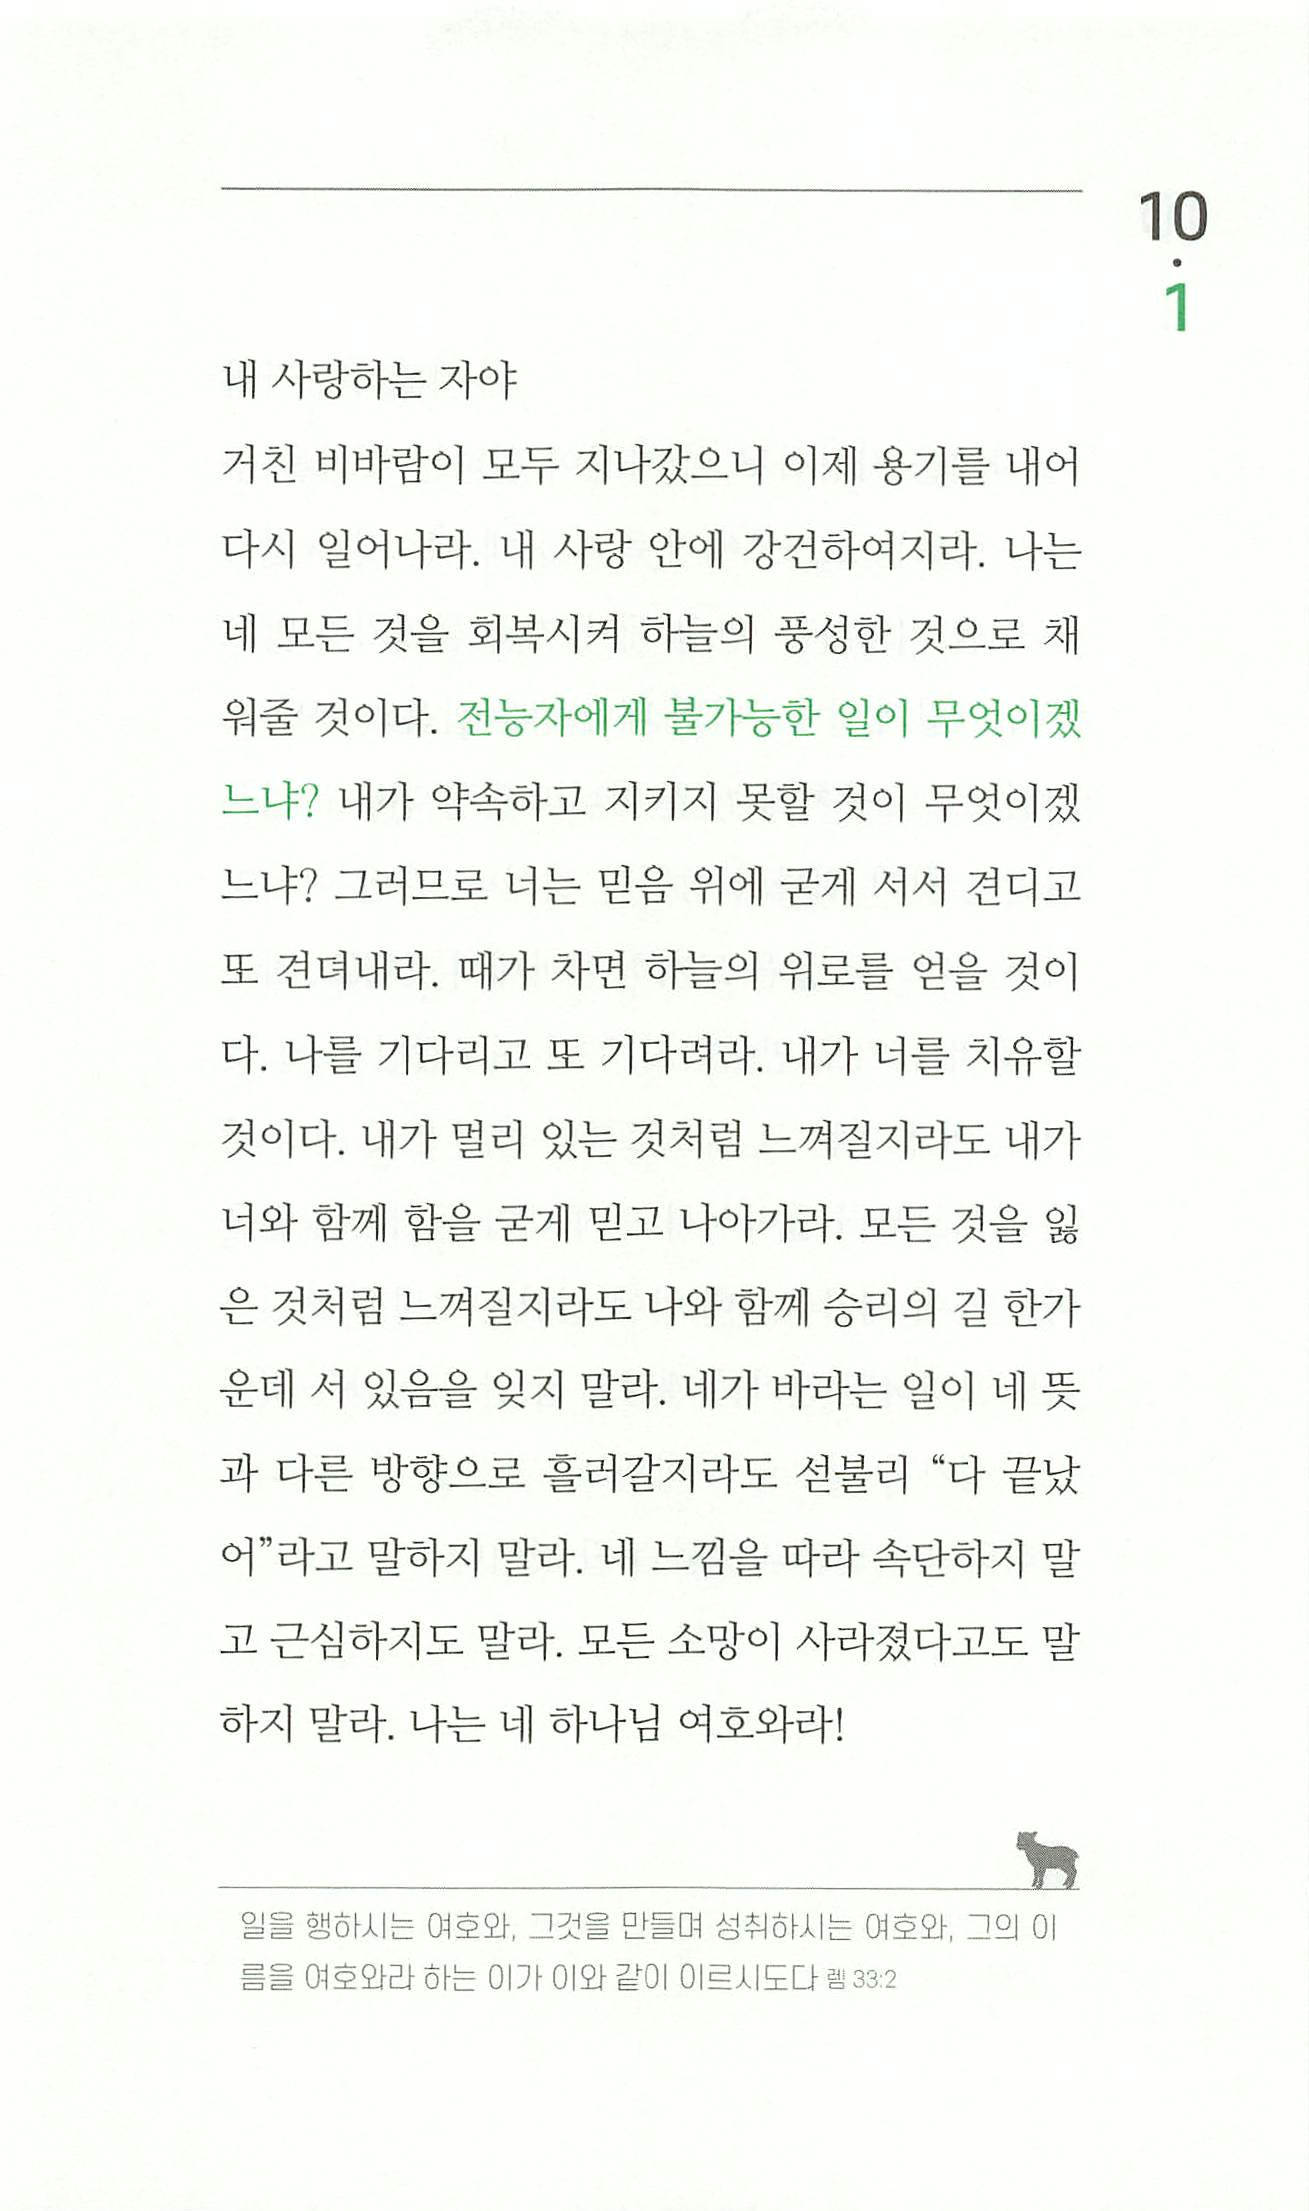 10
·
1
내 사랑하는 자야
거친 비바람이 모두 지나갔으니 이제 용기를 내어
다시 일어나라. 내 사랑 안에 강건하여지라. 나는
네 모든 것을 회복시켜 하늘의 풍성한 것으로 채
워줄 것이다. 전능자에게 불가능한 일이 무엇이겠
느냐? 내가 약속하고 지키지 못할 것이 무엇이겠
느냐? 그러므로 너는 믿음 위에 굳게 서서 견디고
또 견뎌내라. 때가 차면 하늘의 위로를 얻을 것이
다. 나를 기다리고 또 기다려라. 내가 너를 치유할
것이다. 내가 멀리 있는 것처럼 느껴질지라도 내가
너와 함께 함을 굳게 믿고 나아가라. 모든 것을 잃
은 것처럼 느껴질지라도 나와 함께 승리의 길 한가
운데 서 있음을 잊지 말라. 네가 바라는 일이 네 뜻
과 다른 방향으로 흘러갈지라도 섣불리 “다 끝났
어”라고 말하지 말라. 네 느낌을 따라 속단하지 말
고 근심하지도 말라. 모든 소망이 사라졌다고도 말
하지 말라. 나는 네 하나님 여호와라!
일을 행하시는 여호와, 그것을 만들며 성취하시는 여호와, 그의 이
름을 여호와라 하는 이가 이와 같이 이르시도다 렘 33:2